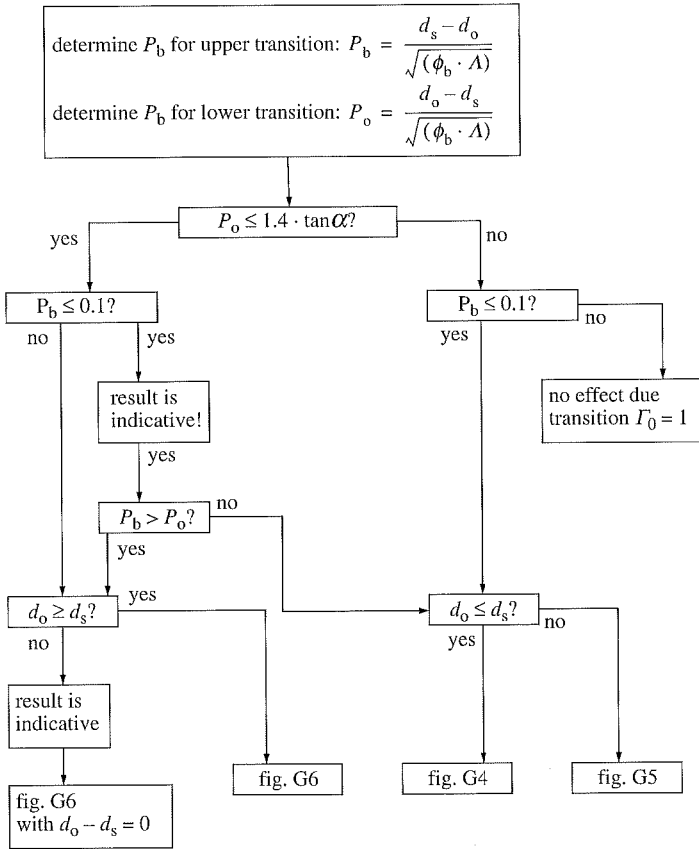 determine P_b for upper transition: P_b = (d_s – d_o) / √(ϕ_b · Λ)
determine P_b for lower transition: P_o = (d_o – d_s) / √(ϕ_b · Λ)
P_o ≤ 1.4 · tanα?
yes
no
P_b ≤ 0.1?
P_b ≤ 0.1?
no
yes
yes
no
result is
indicative!
no effect due
transition Γ_0 = 1
yes
P_b > P_o?
no
yes
d_o ≥ d_s?
yes
d_o ≤ d_s?
no
no
yes
result is
indicative
fig. G6
fig. G4
fig. G5
fig. G6
with d_o – d_s = 0